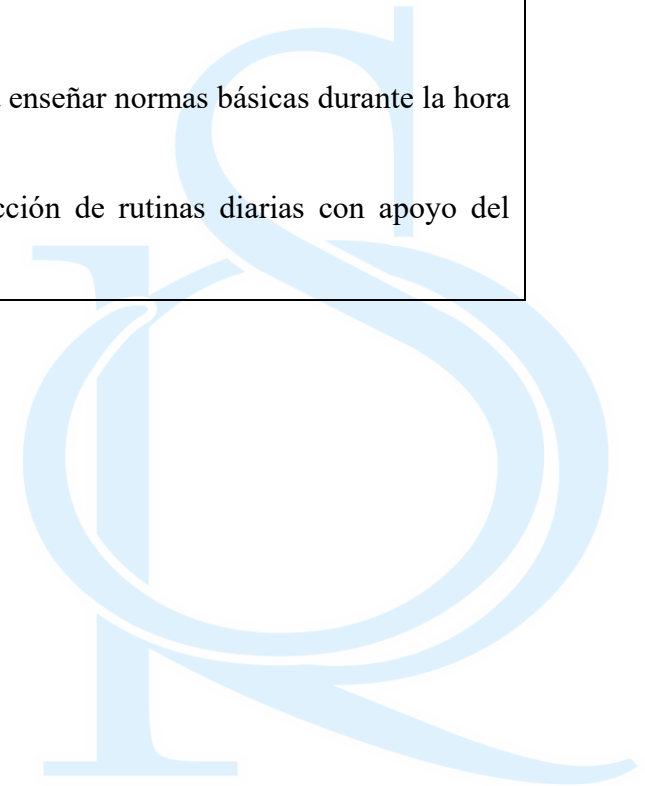 enseñar normas básicas durante la hora
cción de rutinas diarias con apoyo del